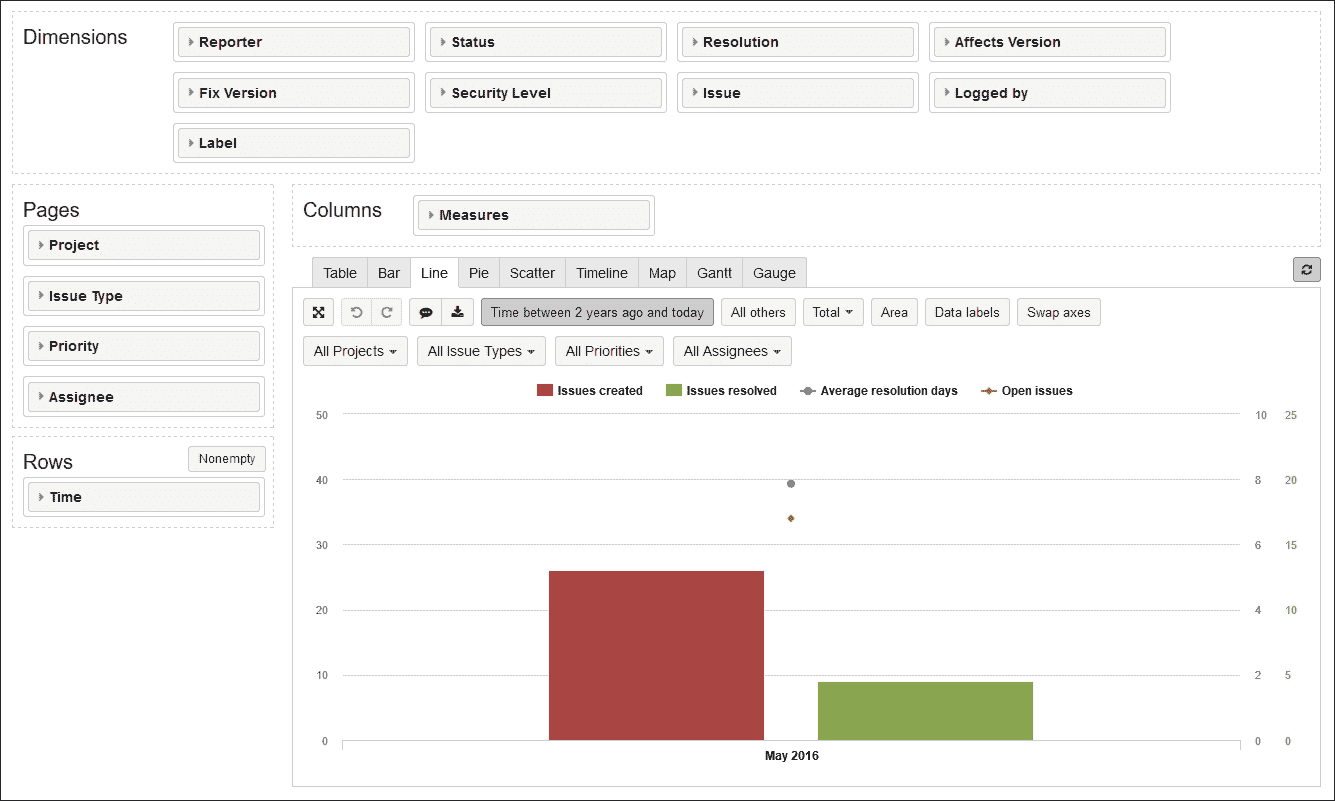 Dimensions
Reporter
Status
Resolution
Affects Version
Fix Version
Security Level
Issue
Logged by
Label
Pages
Project
Issue Type
Priority
Assignee
Rows
Nonempty
Time
Columns
Measures
Table Bar Line Pie Scatter Timeline Map Gantt Gauge
Time between 2 years ago and today All others Total Area Data labels Swap axes
All Projects All Issue Types All Priorities All Assignees
Issues created Issues resolved Average resolution days Open issues
50 10 25
40 8 20
30 6 15
20 4 10
10 2 5
0 0 0
May 2016